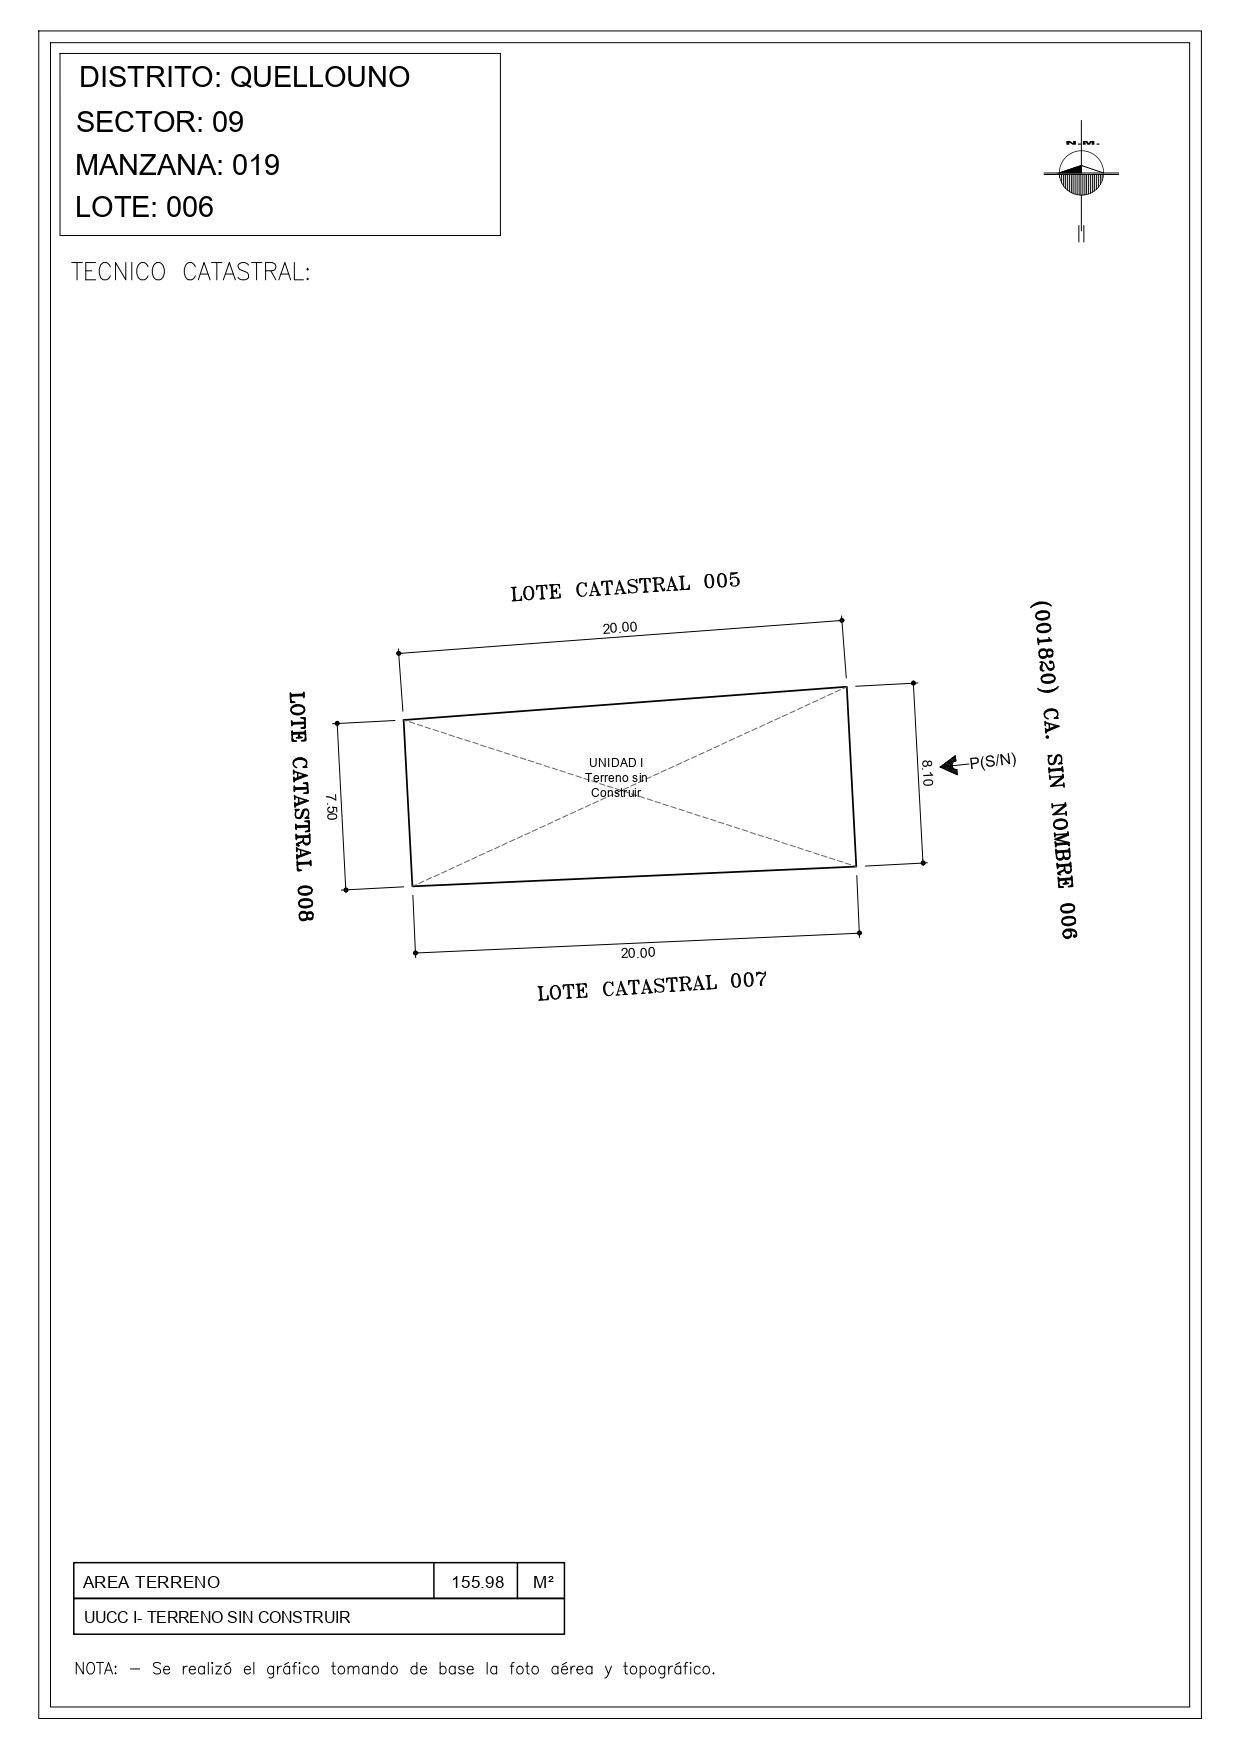 DISTRITO: QUELLOUNO
SECTOR: 09
MANZANA: 019
LOTE: 006
N.M.
TECNICO CATASTRAL:
LOTE CATASTRAL 005
20.00
(001820) CA. SIN NOMBRE 006
LOTE CATASTRAL 008
7.50
UNIDAD I
Terreno sin
Construir
8.10
P(S/N)
20.00
LOTE CATASTRAL 007
AREA TERRENO 155.98 M²
UUCC I- TERRENO SIN CONSTRUIR
NOTA: - Se realizó el gráfico tomando de base la foto aérea y topográfico.